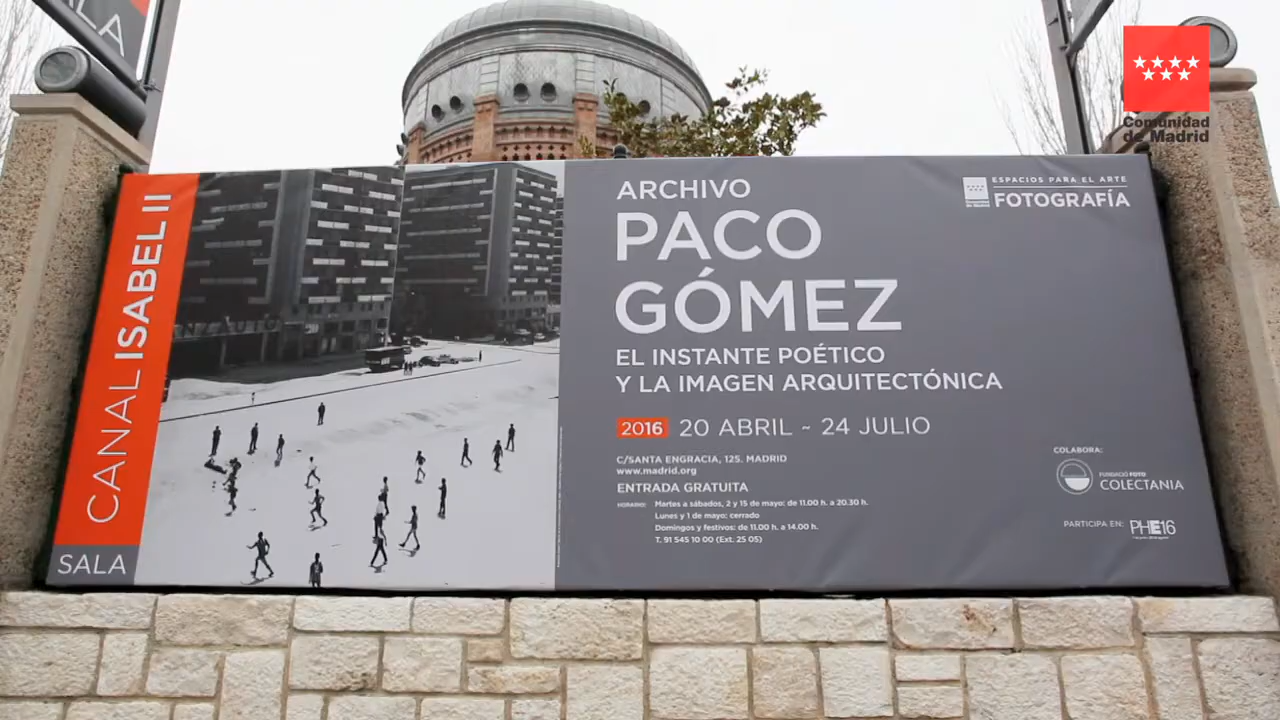 ALA
Comunidad
de Madrid
CANAL ISABEL II
SALA
ARCHIVO
PACO
GÓMEZ
EL INSTANTE POÉTICO
Y LA IMAGEN ARQUITECTÓNICA
2016 20 ABRIL ~ 24 JULIO
C/SANTA ENGRACIA, 125. MADRID
www.madrid.org
ENTRADA GRATUITA
HORARIO: Martes a sábados, 2 y 15 de mayo: de 11.00 h. a 20.30 h.
Lunes y 1 de mayo: cerrado
Domingos y festivos: de 11.00 h. a 14.00 h.
T. 91 545 10 00 (Ext. 25 05)
ESPACIOS PARA EL ARTE
FOTOGRAFÍA
COLABORA:
FUNDACIÓ FOTO
COLECTANIA
PARTICIPA EN: PHE16